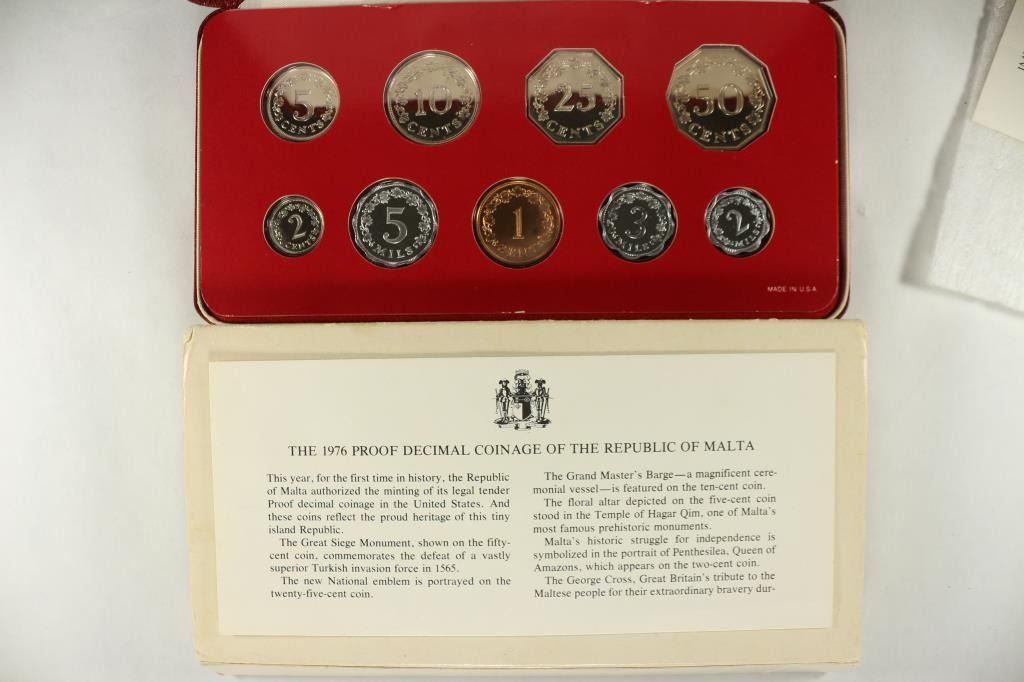 5
CENTS
10
CENTS
25
CENTS
50
CENTS
2
CENTS
5
MILS
1
CENT
3
MILS
2
MILS
MADE IN U.S.A.
THE 1976 PROOF DECIMAL COINAGE OF THE REPUBLIC OF MALTA
This year, for the first time in history, the Republic
of Malta authorized the minting of its legal tender
Proof decimal coinage in the United States. And
these coins reflect the proud heritage of this tiny
island Republic.
The Great Siege Monument, shown on the fifty-
cent coin, commemorates the defeat of a vastly
superior Turkish invasion force in 1565.
The new National emblem is portrayed on the
twenty-five-cent coin.
The Grand Master's Barge—a magnificent cere-
monial vessel—is featured on the ten-cent coin.
The floral altar depicted on the five-cent coin
stood in the Temple of Hagar Qim, one of Malta's
most famous prehistoric monuments.
Malta's historic struggle for independence is
symbolized in the portrait of Penthesilea, Queen of
Amazons, which appears on the two-cent coin.
The George Cross, Great Britain's tribute to the
Maltese people for their extraordinary bravery dur-